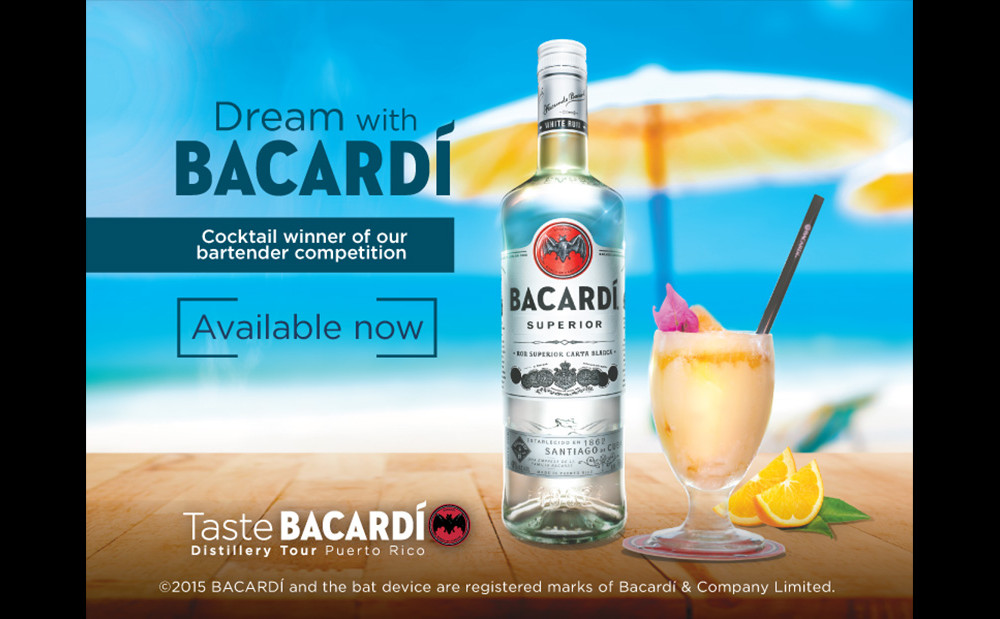 Dream with
BACARDÍ
Cocktail winner of our
bartender competition
Available now
WHITE RUM
BACARDÍ
SUPERIOR
RON SUPERIOR CARTA BLANCA
ESTABLECIDO EN 1862
SANTIAGO DE
Taste BACARDÍ
Distillery Tour Puerto Rico
©2015 BACARDÍ and the bat device are registered marks of Bacardí & Company Limited.